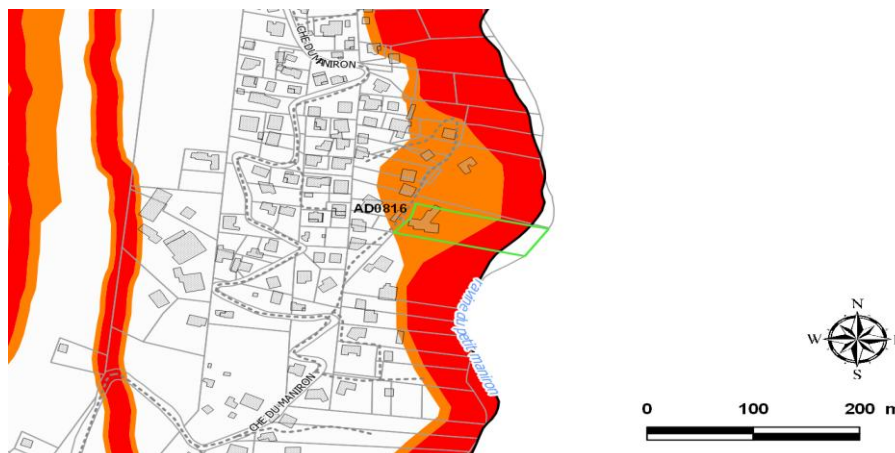 CHE DU MANIRON
AD0816
ravine du petit maniron
CHE DU MANIRON
N
W
S
0 100 200 m